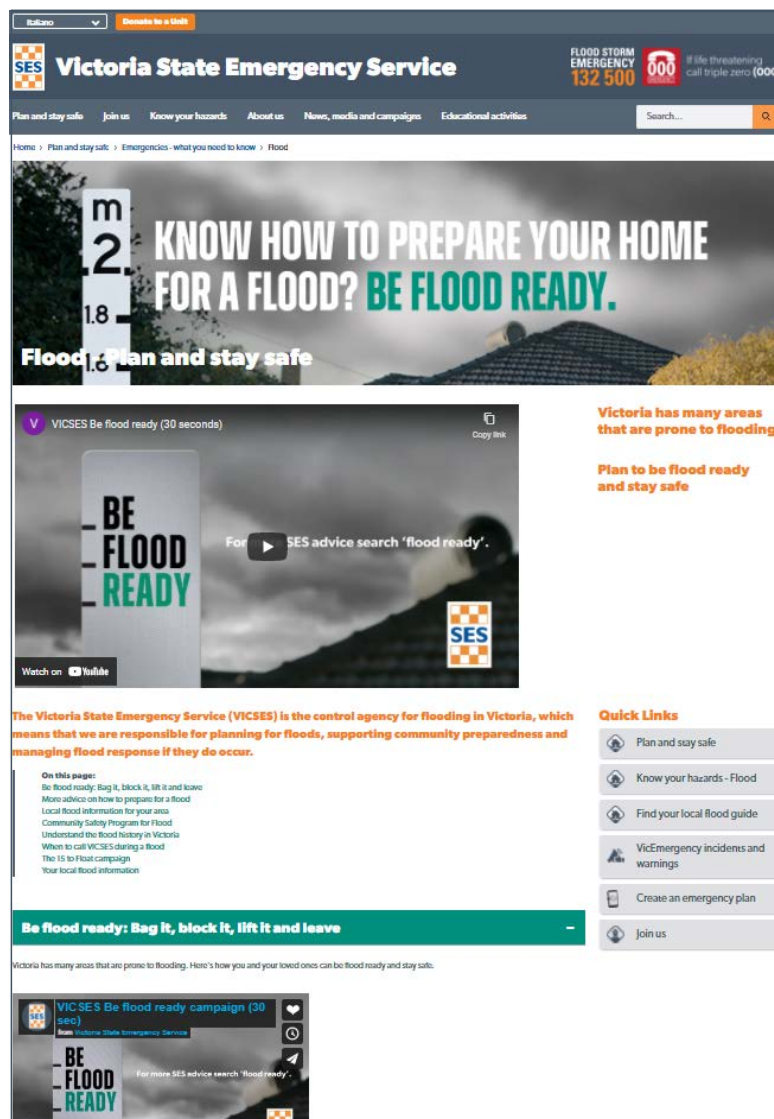 Italiano
Donate to a Unit
SES
Victoria State Emergency Service
FLOOD STORM
EMERGENCY
132 500
000
If life threatening
call triple zero (000
Plan and stay safe Join us Know your hazards About us News, media and campaigns Educational activities
Search...
Home > Plan and stay safe > Emergencies - what you need to know > Flood
m
2
1.8
1.6
KNOW HOW TO PREPARE YOUR HOME
FOR A FLOOD? BE FLOOD READY.
Flood - Plan and stay safe
V VICSES Be flood ready (30 seconds)
Copy link
BE
FLOOD
READY
For more SES advice search 'flood ready'.
SES
Watch on YouTube
Victoria has many areas
that are prone to flooding
Plan to be flood ready
and stay safe
The Victoria State Emergency Service (VICSES) is the control agency for flooding in Victoria, which
means that we are responsible for planning for floods, supporting community preparedness and
managing flood response if they do occur.
On this page:
Be flood ready: Bag it, block it, lift it and leave
More advice on how to prepare for a flood
Local flood information for your area
Community Safety Program for Flood
Understand the flood history in Victoria
When to call VICSES during a flood
The 15 to Float campaign
Your local flood information
Quick Links
Plan and stay safe
Know your hazards - Flood
Find your local flood guide
VicEmergency incidents and
warnings
Create an emergency plan
Join us
Be flood ready: Bag it, block it, lift it and leave
Victoria has many areas that are prone to flooding. Here's how you and your loved ones can be flood ready and stay safe.
SES
VICSES Be flood ready campaign (30
sec)
from Victoria State Emergency Service
BE
FLOOD
READY
For more SES advice search 'flood ready'.